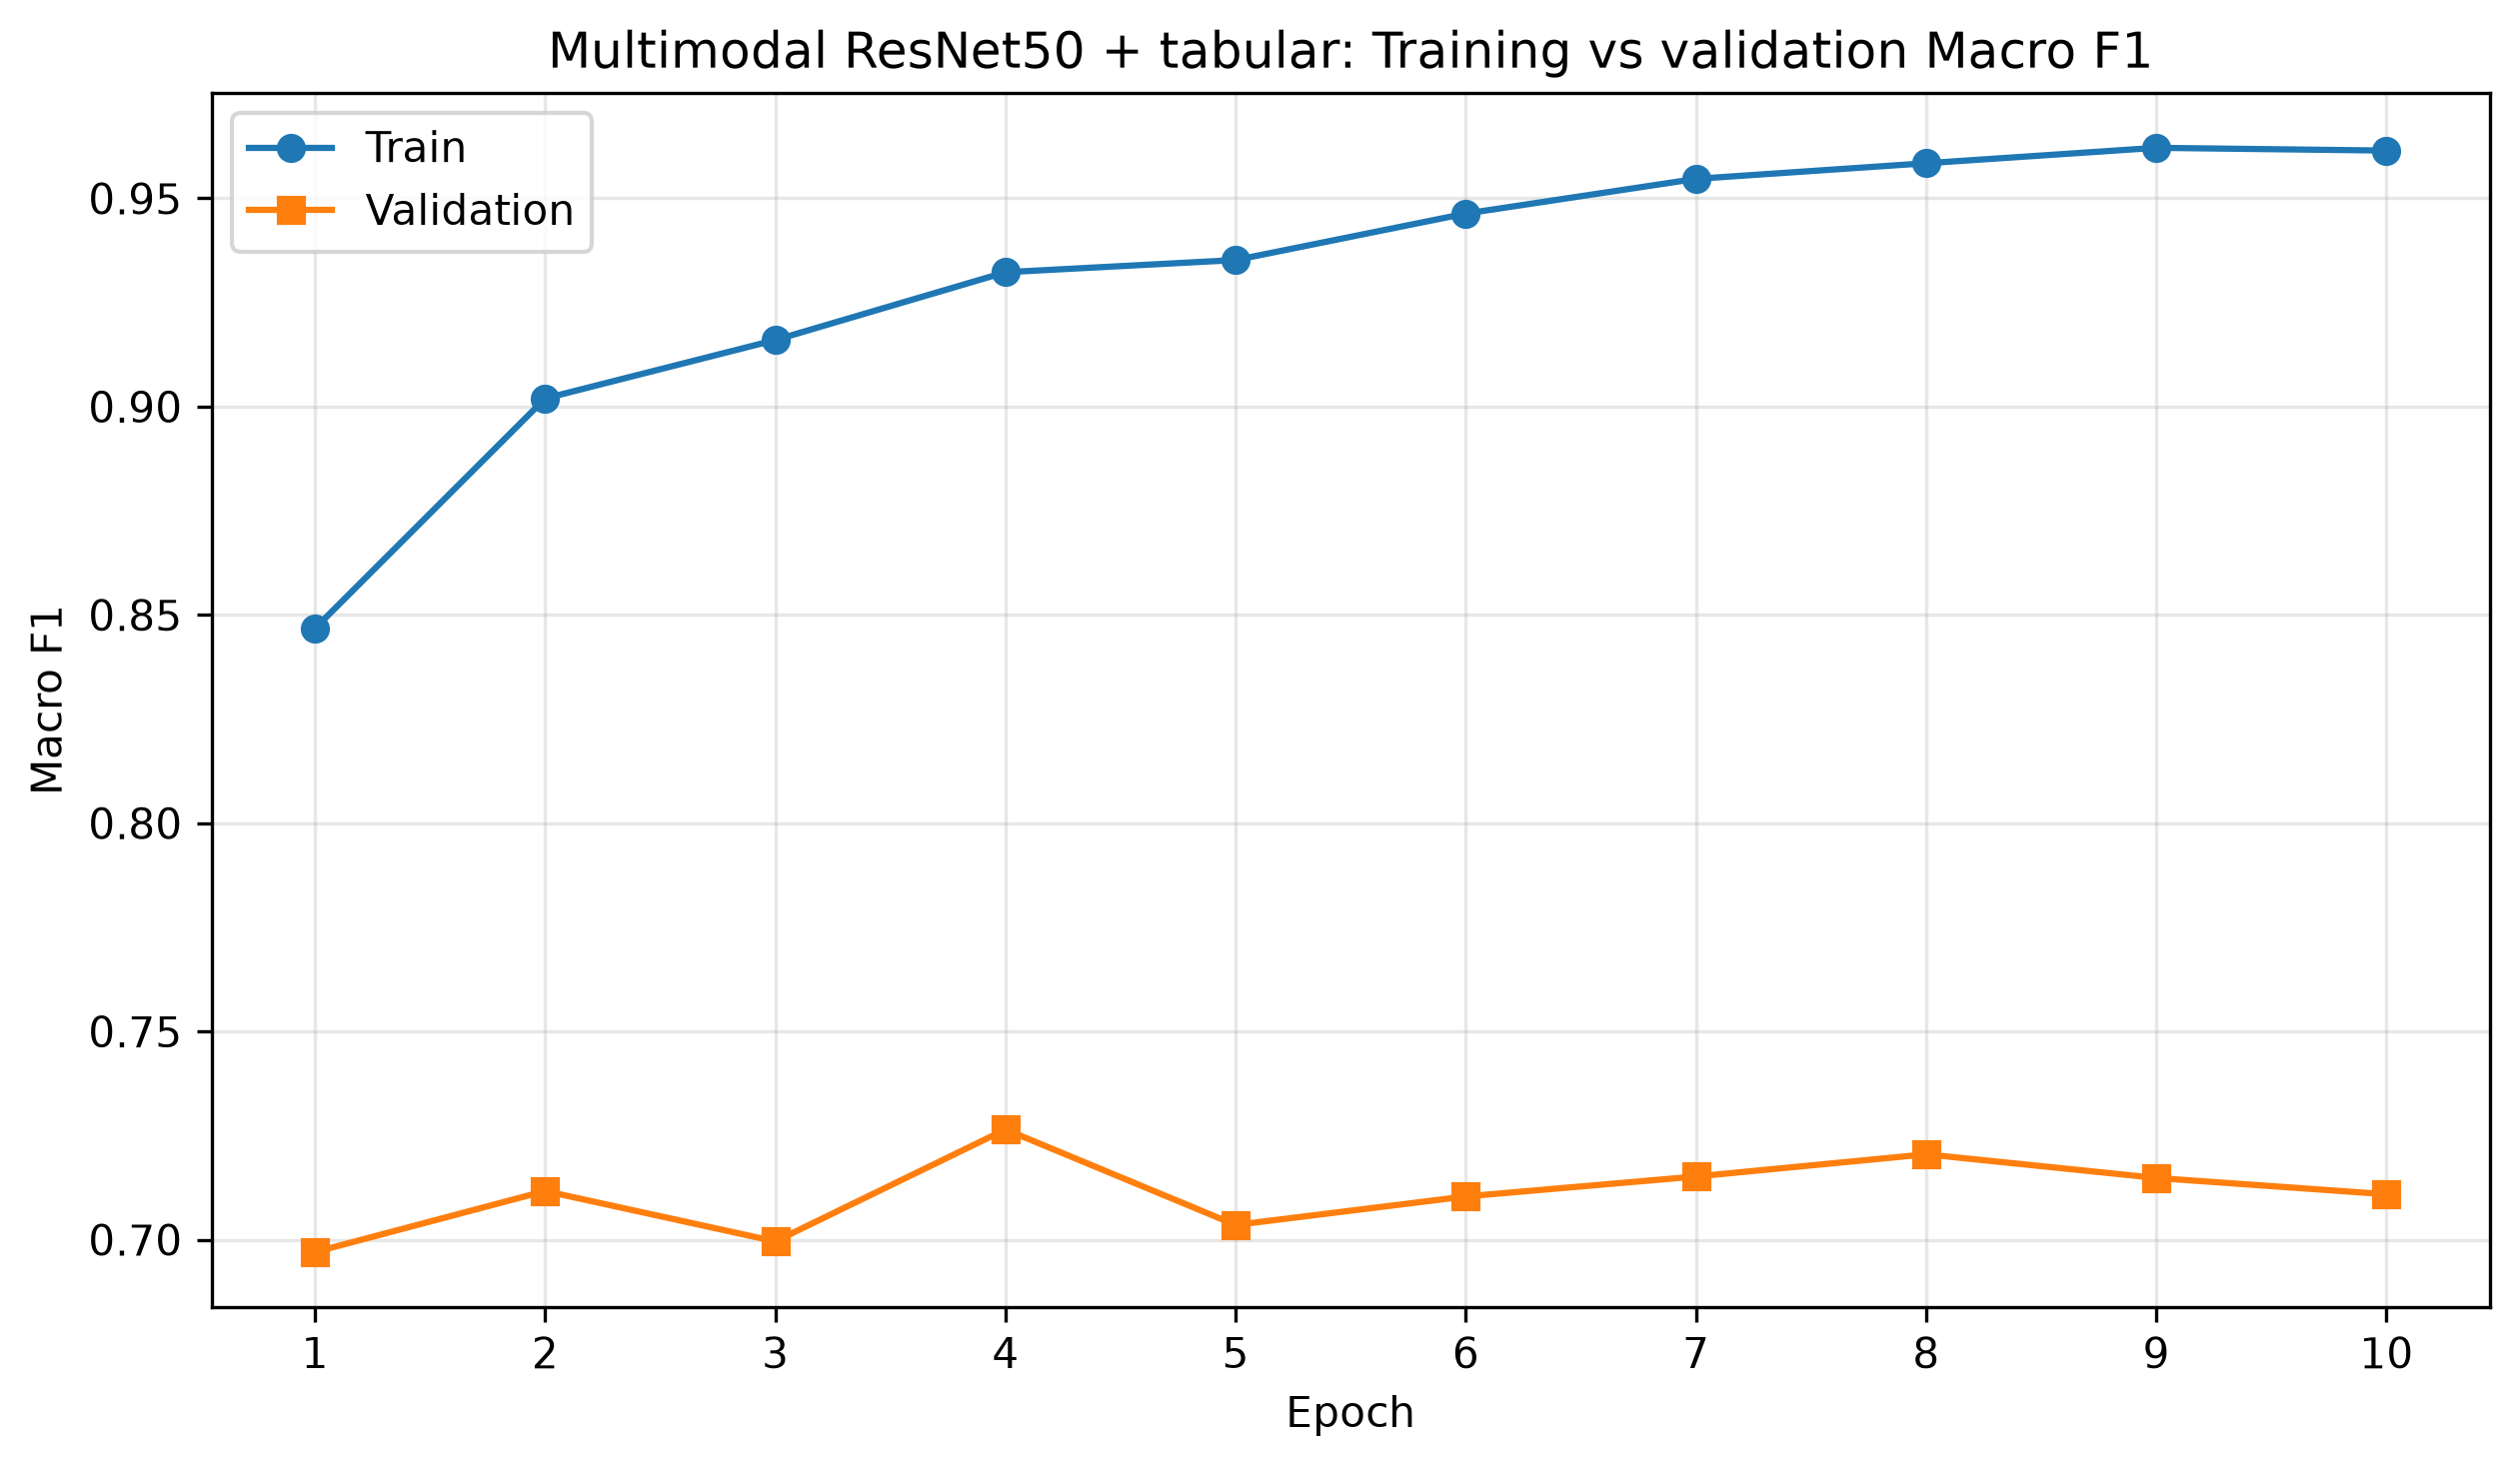 Multimodal ResNet50 + tabular: Training vs validation Macro F1
Train
Validation
0.95
0.90
0.85
0.80
0.75
0.70
Macro F1
1 2 3 4 5 6 7 8 9 10
Epoch